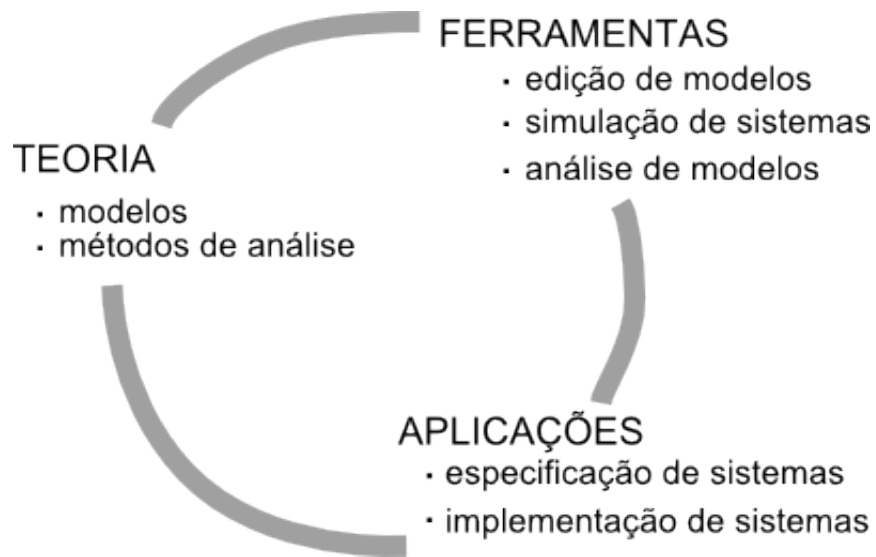 FERRAMENTAS
· edição de modelos
· simulação de sistemas
· análise de modelos
TEORIA
· modelos
· métodos de análise
APLICAÇÕES
· especificação de sistemas
· implementação de sistemas